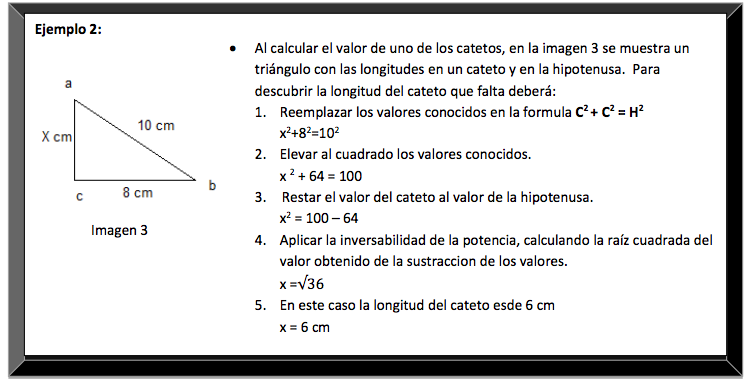 Ejemplo 2:
a
10 cm
X cm
c
8 cm
b
Imagen 3
• Al calcular el valor de uno de los catetos, en la imagen 3 se muestra un
triángulo con las longitudes en un cateto y en la hipotenusa. Para
descubrir la longitud del cateto que falta deberá:
1. Reemplazar los valores conocidos en la formula C² + C² = H²
x²+8²=10²
2. Elevar al cuadrado los valores conocidos.
x ² + 64 = 100
3. Restar el valor del cateto al valor de la hipotenusa.
x² = 100 – 64
4. Aplicar la inversabilidad de la potencia, calculando la raíz cuadrada del
valor obtenido de la sustraccion de los valores.
x =√36
5. En este caso la longitud del cateto esde 6 cm
x = 6 cm